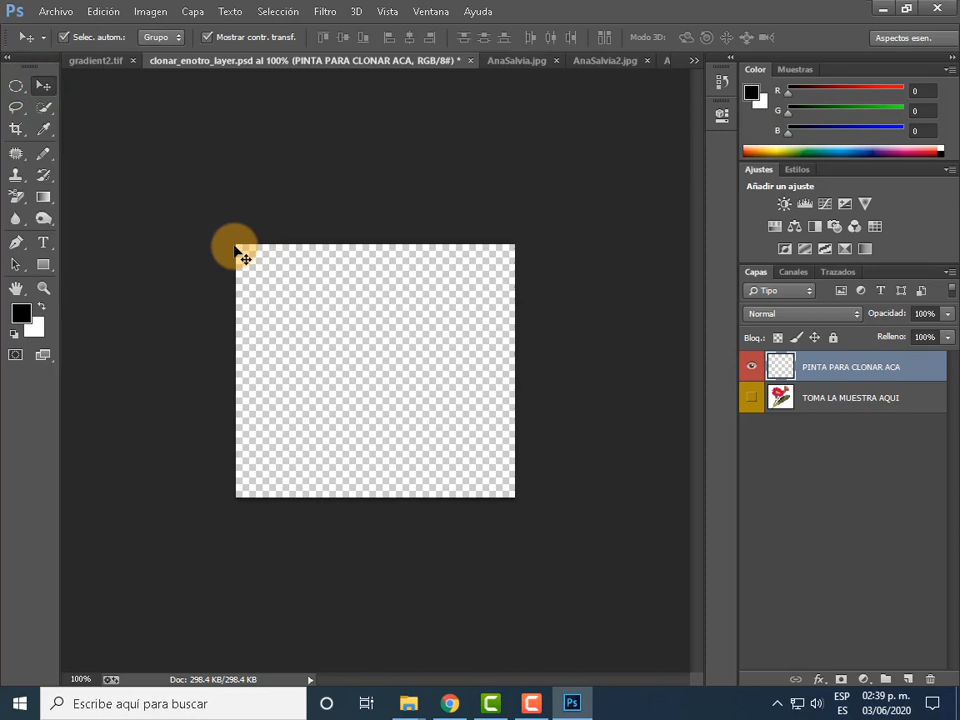 Ps Archivo Edición Imagen Capa Texto Selección Filtro 3D Vista Ventana Ayuda
Selec. autom.: Grupo Mostrar contr. transf. Modo 3D: Aspectos esen.
gradient2.tif × clonar_enotro_layer.psd al 100% (PINTA PARA CLONAR ACA, RGB/8#) * × AnaSalvia.jpg × AnaSalvia2.jpg × A
Color Muestras
R 0
G 0
B 0
Ajustes Estilos
Añadir un ajuste
Capas Canales Trazados
Tipo
Normal Opacidad: 100%
Bloq.: Relleno: 100%
PINTA PARA CLONAR ACA
TOMA LA MUESTRA AQUI
100% Doc: 298.4 KB/298.4 KB
Escribe aquí para buscar
Ps
ESP 02:39 p. m.
ES 03/06/2020